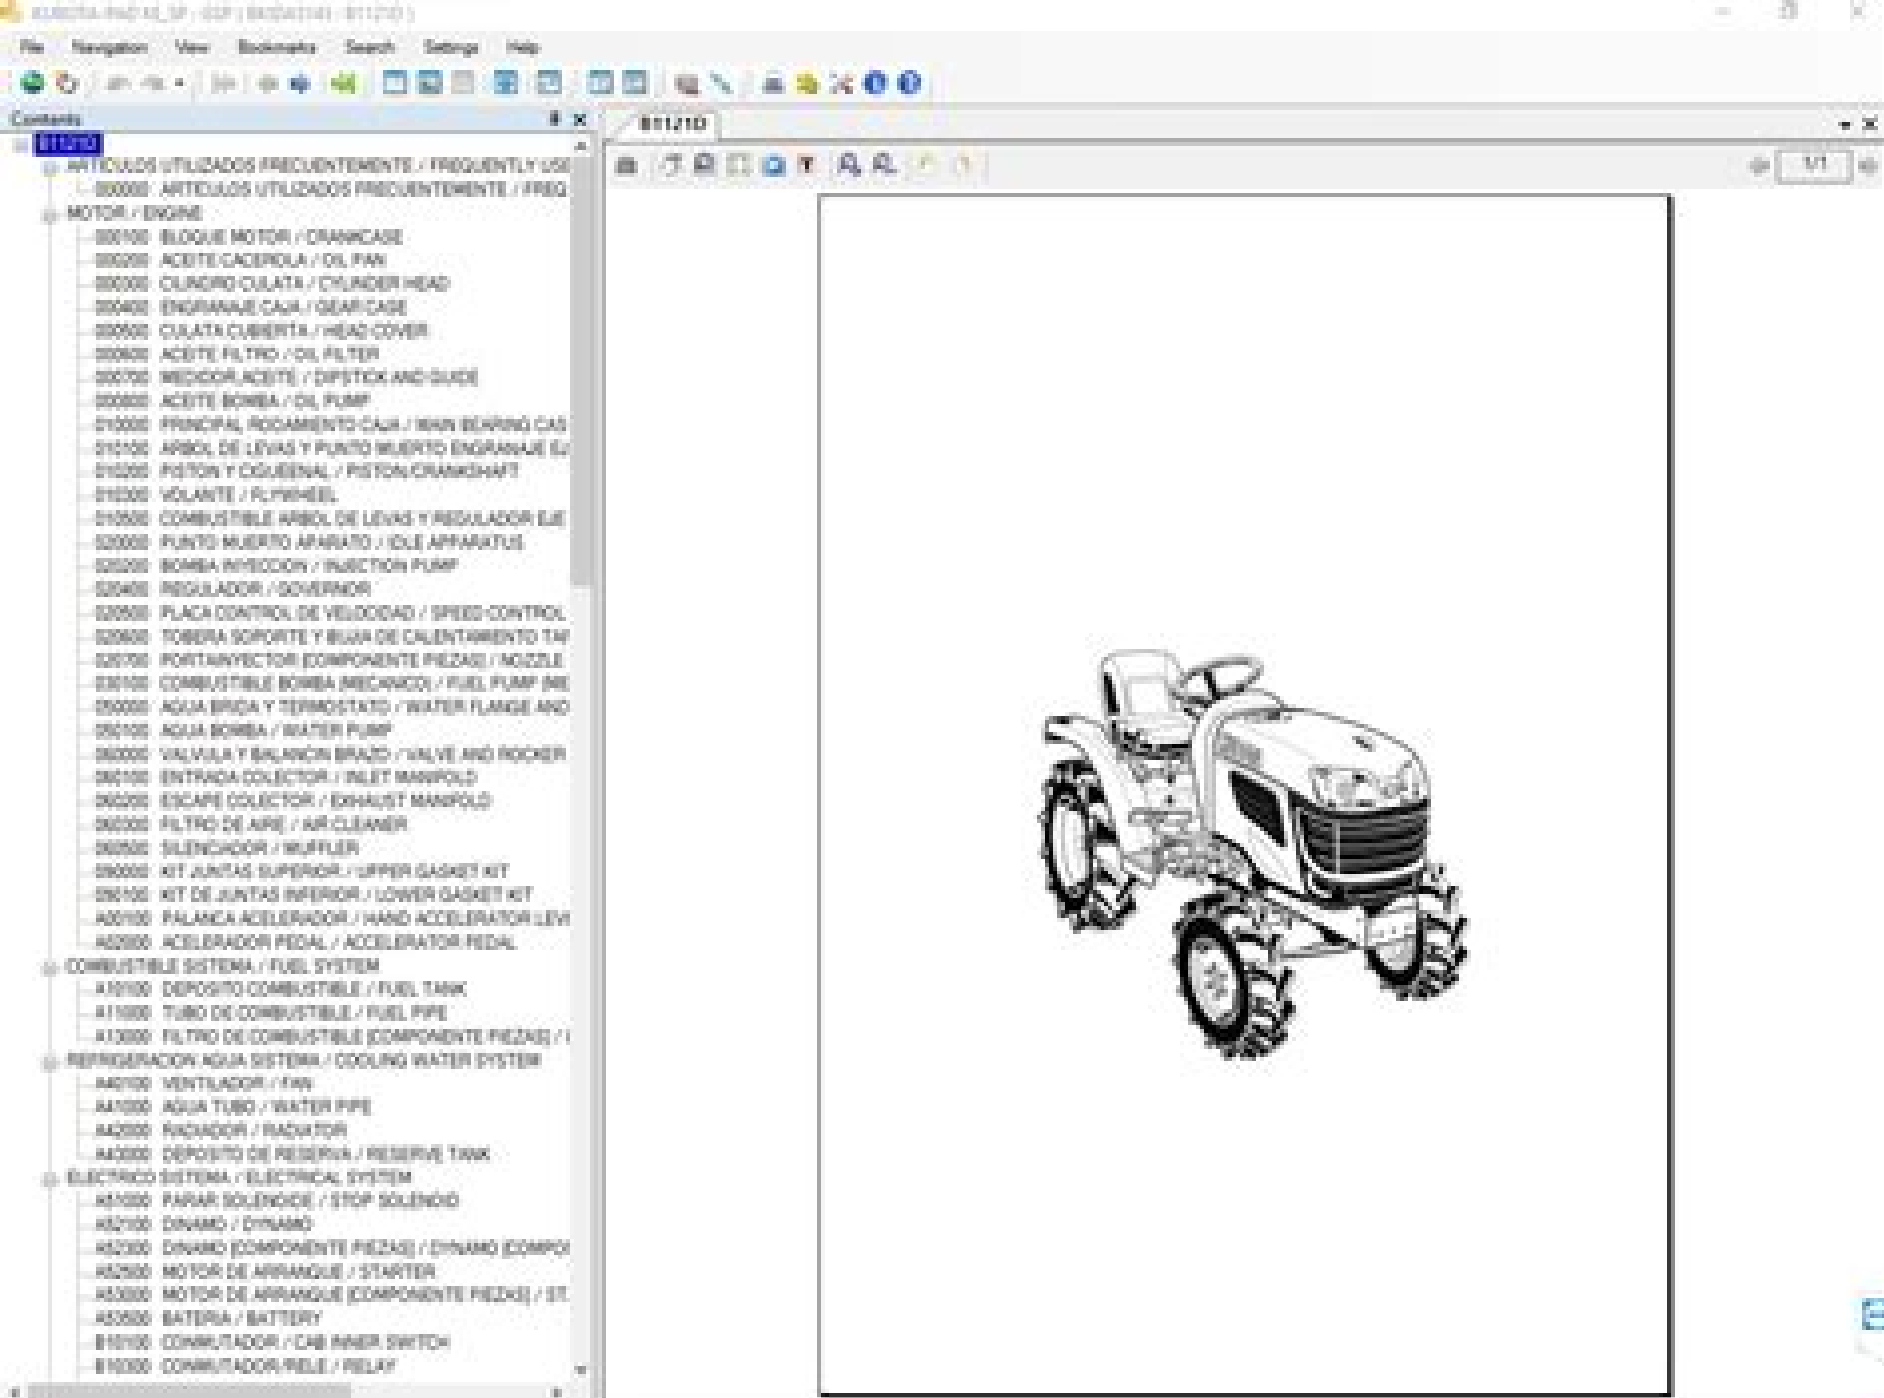 File Navigation View Bookmarks Search Settings Help
Contents
B1121D
B1121D
1/1
ARTICULOS UTILIZADOS FRECUENTEMENTE / FREQUENTLY USE
000000 ARTICULOS UTILIZADOS FRECUENTEMENTE / FREQ
MOTOR / ENGINE
000100 BLOQUE MOTOR / CRANKCASE
000200 ACEITE CACEROLA / OIL PAN
000300 CILINDRO CULATA / CYLINDER HEAD
000400 ENGRANAJE CAJA / GEAR CASE
000500 CULATA CUBIERTA / HEAD COVER
000600 ACEITE FILTRO / OIL FILTER
000700 MEDIDOR,ACEITE / DIPSTICK AND GUIDE
000800 ACEITE BOMBA / OIL PUMP
010000 PRINCIPAL RODAMIENTO CAJA / MAIN BEARING CAS
010100 ARBOL DE LEVAS Y PUNTO MUERTO ENGRANAJE EJ
010200 PISTON Y CIGUEENAL / PISTON/CRANKSHAFT
010300 VOLANTE / FLYWHEEL
010500 COMBUSTIBLE ARBOL DE LEVAS Y REGULADOR EJE
020000 PUNTO MUERTO APARATO / IDLE APPARATUS
020200 BOMBA INYECCION / INJECTION PUMP
020400 REGULADOR / GOVERNOR
020500 PLACA CONTROL DE VELOCIDAD / SPEED CONTROL
020600 TOBERA SOPORTE Y BUJIA DE CALENTAMIENTO TAP
020700 PORTAINYECTOR [COMPONENTE PIEZAS] / NOZZLE
030100 COMBUSTIBLE BOMBA (MECANICO) / FUEL PUMP (ME
050000 AGUA BRIDA Y TERMOSTATO / WATER FLANGE AND
050100 AGUA BOMBA / WATER PUMP
060000 VALVULA Y BALANCIN BRAZO / VALVE AND ROCKER
060100 ENTRADA COLECTOR / INLET MANIFOLD
060200 ESCAPE COLECTOR / EXHAUST MANIFOLD
060300 FILTRO DE AIRE / AIR CLEANER
060500 SILENCIADOR / MUFFLER
090000 KIT JUNTAS SUPERIOR / UPPER GASKET KIT
090100 KIT DE JUNTAS INFERIOR / LOWER GASKET KIT
A00100 PALANCA ACELERADOR / HAND ACCELERATOR LEV
A02000 ACELERADOR PEDAL / ACCELERATOR PEDAL
COMBUSTIBLE SISTEMA / FUEL SYSTEM
A10100 DEPOSITO COMBUSTIBLE / FUEL TANK
A11000 TUBO DE COMBUSTIBLE / FUEL PIPE
A13000 FILTRO DE COMBUSTIBLE [COMPONENTE PIEZAS] /
REFRIGERACION AGUA SISTEMA / COOLING WATER SYSTEM
A40100 VENTILADOR / FAN
A41000 AGUA TUBO / WATER PIPE
A42000 RADIADOR / RADIATOR
A43000 DEPOSITO DE RESERVA / RESERVE TANK
ELECTRICO SISTEMA / ELECTRICAL SYSTEM
A51000 PARAR SOLENOIDE / STOP SOLENOID
A52100 DINAMO / DYNAMO
A52300 DINAMO [COMPONENTE PIEZAS] / DYNAMO [COMPO
A52500 MOTOR DE ARRANQUE / STARTER
A53000 MOTOR DE ARRANQUE [COMPONENTE PIEZAS] / ST
A53500 BATERIA / BATTERY
B10100 CONMUTADOR / CAB INNER SWITCH
B10300 CONMUTADOR/RELE / RELAY